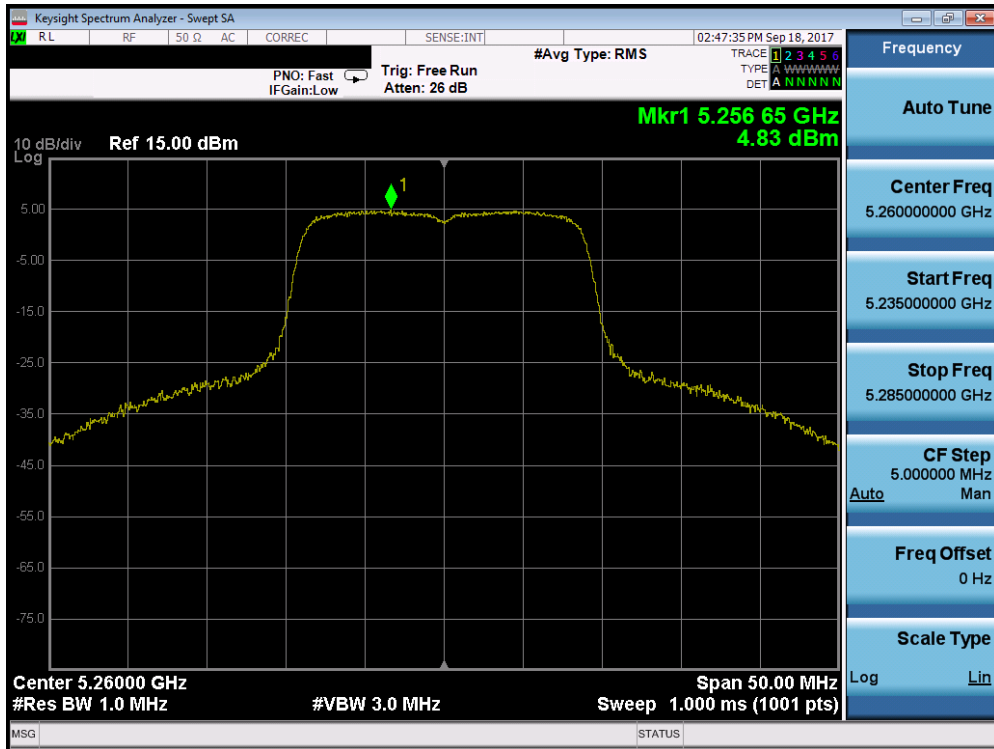 Keysight Spectrum Analyzer - Swept SA
LXI RL RF 50 Ω AC CORREC SENSE:INT 02:47:35 PM Sep 18, 2017
#Avg Type: RMS TRACE 1 2 3 4 5 6
PNO: Fast Trig: Free Run TYPE A WWWWW
IFGain:Low Atten: 26 dB DET A N N N N N
Mkr1 5.256 65 GHz
10 dB/div Ref 15.00 dBm 4.83 dBm
Log
1
5.00
-5.00
-15.0
-25.0
-35.0
-45.0
-55.0
-65.0
-75.0
Center 5.26000 GHz Span 50.00 MHz
#Res BW 1.0 MHz #VBW 3.0 MHz Sweep 1.000 ms (1001 pts)
MSG STATUS
Frequency
Auto Tune
Center Freq
5.260000000 GHz
Start Freq
5.235000000 GHz
Stop Freq
5.285000000 GHz
CF Step
5.000000 MHz
Auto Man
Freq Offset
0 Hz
Scale Type
Log Lin